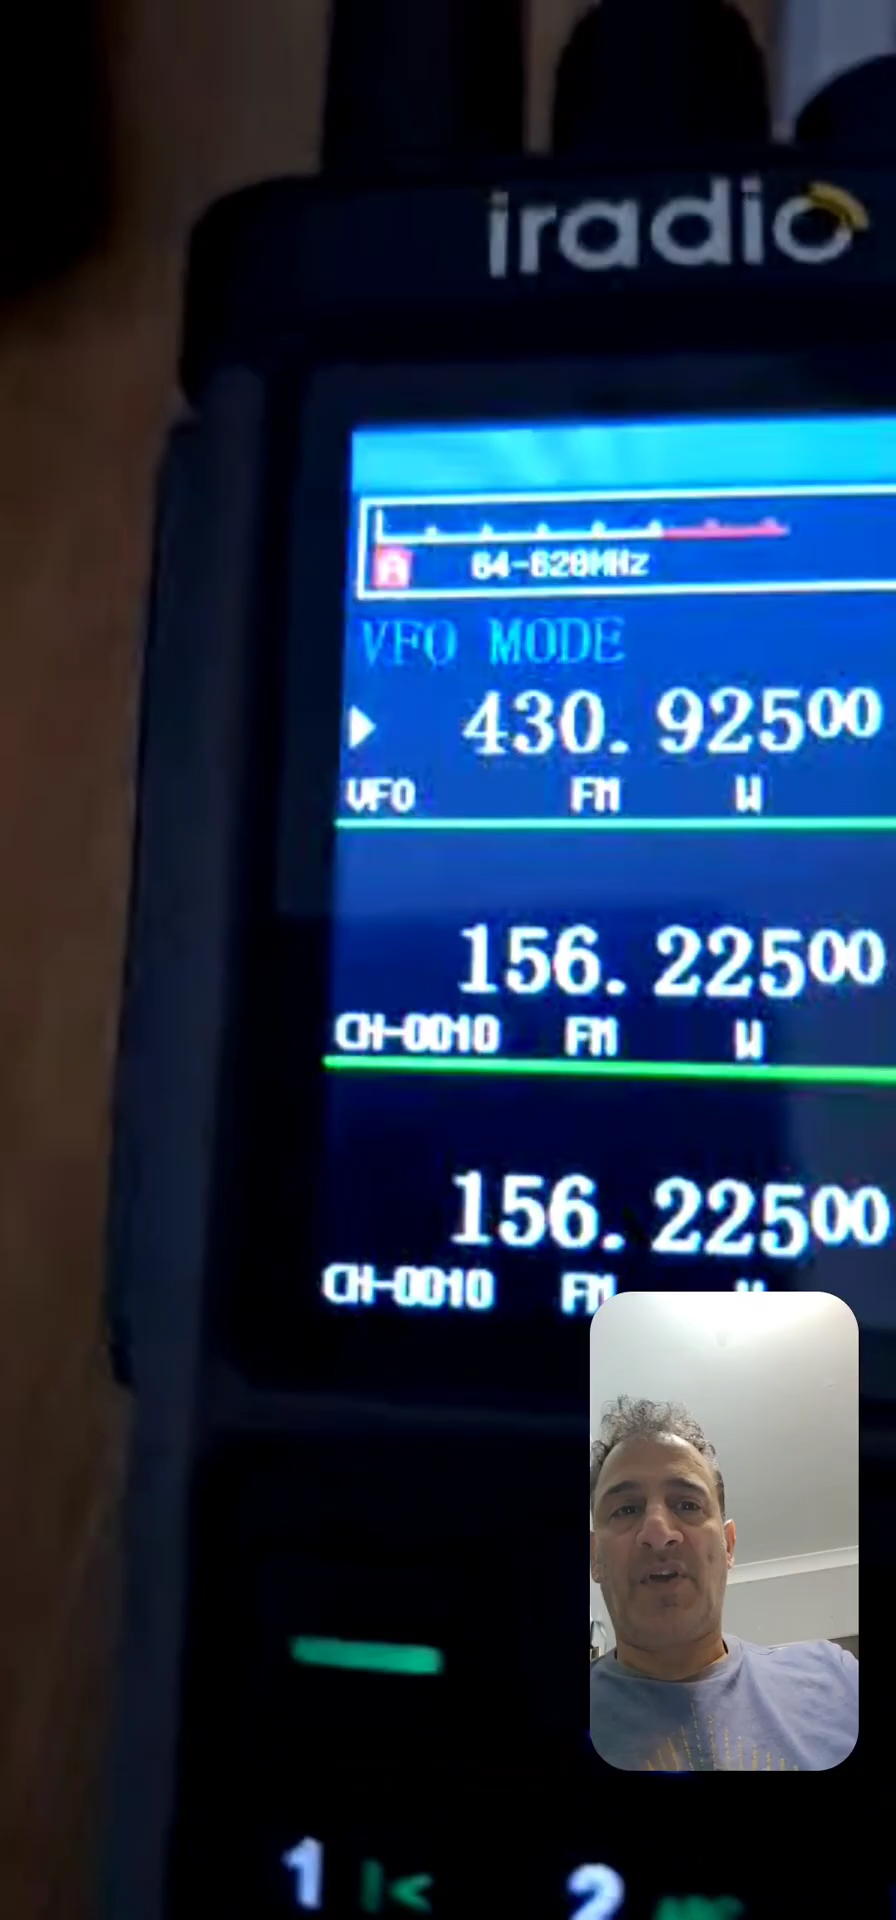 iradio
A 64-620MHz
VFO MODE
430.92500
VFO FM W
156.22500
CH-0010 FM W
156.22500
CH-0010 FM
1
2